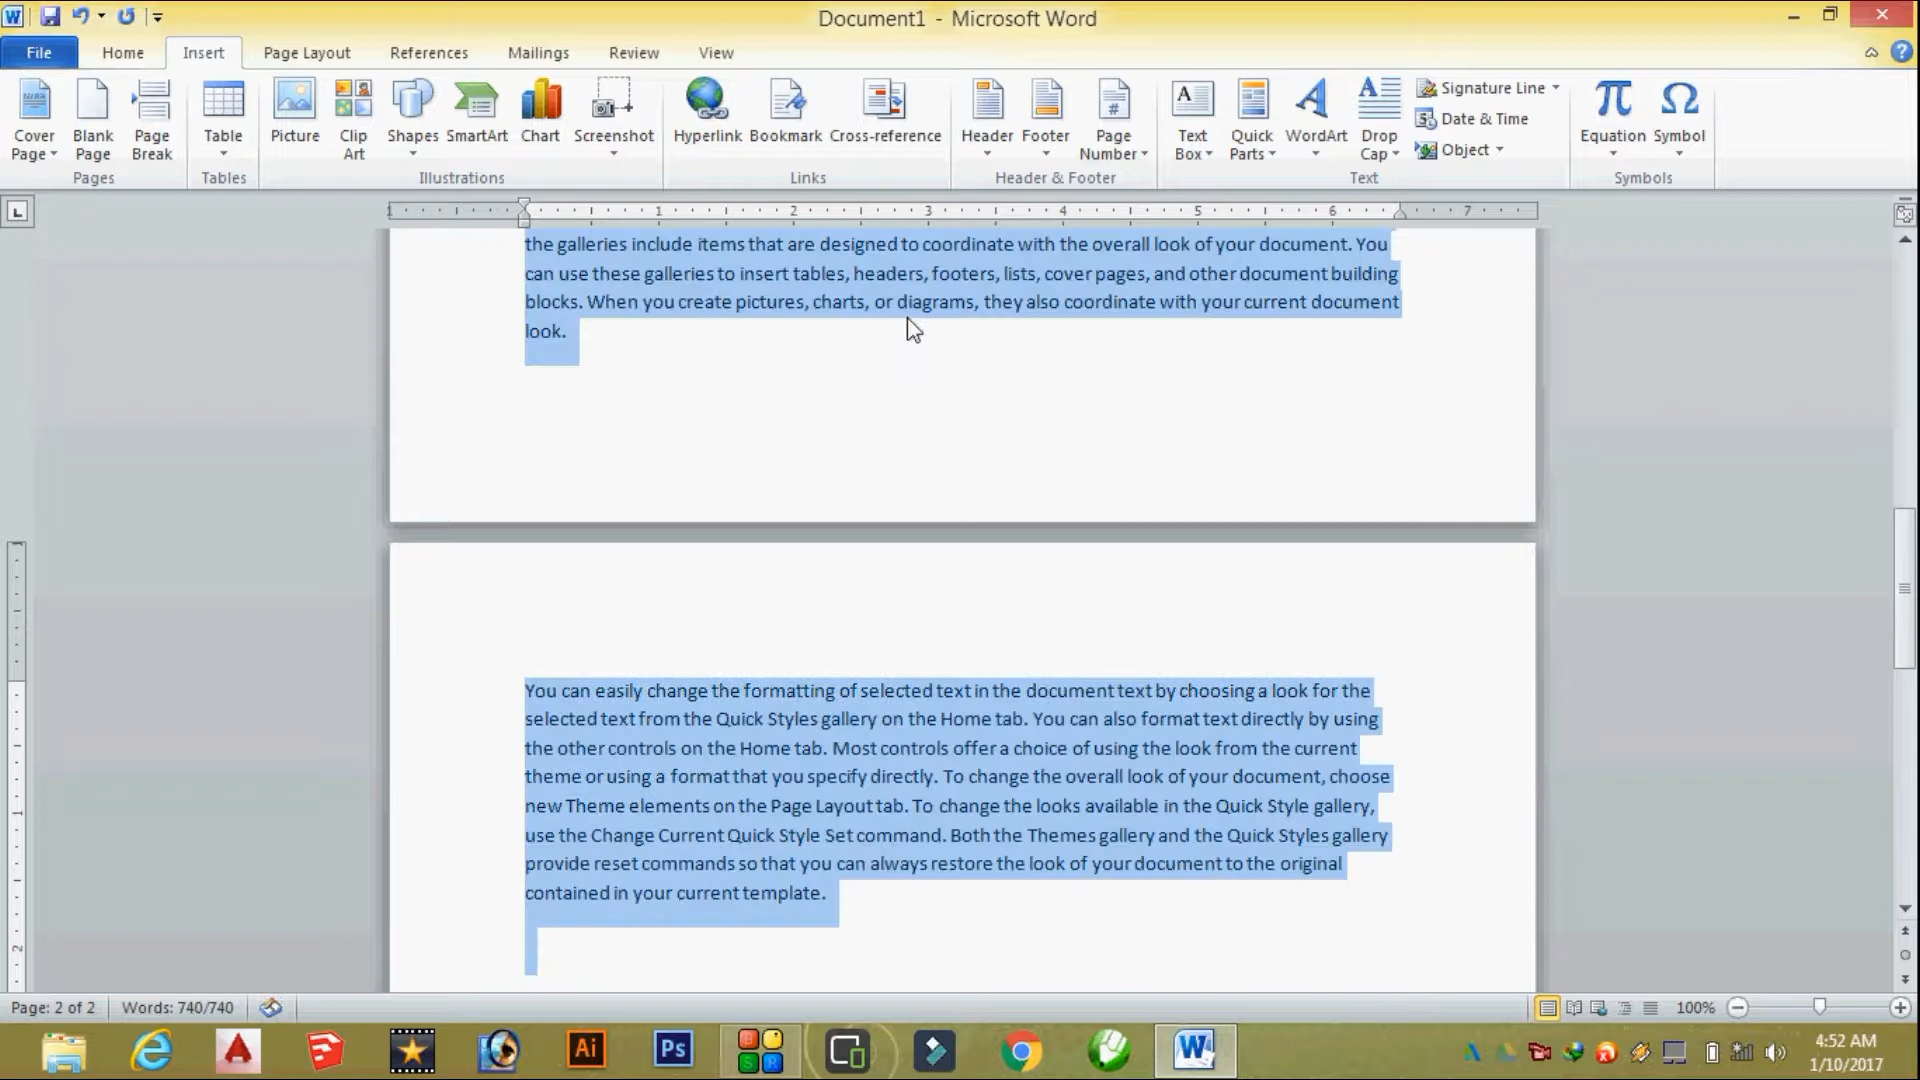 Document1 - Microsoft Word
File Home Insert Page Layout References Mailings Review View
Cover Page Blank Page Page Break Table Picture Clip Art Shapes SmartArt Chart Screenshot Hyperlink Bookmark Cross-reference Header Footer Page Number Text Box Quick Parts WordArt Drop Cap Signature Line Date & Time Object Equation Symbol
Pages Tables Illustrations Links Header & Footer Text Symbols
1 1 2 3 4 5 6 7
the galleries include items that are designed to coordinate with the overall look of your document. You
can use these galleries to insert tables, headers, footers, lists, cover pages, and other document building
blocks. When you create pictures, charts, or diagrams, they also coordinate with your current document
look.
You can easily change the formatting of selected text in the document text by choosing a look for the
selected text from the Quick Styles gallery on the Home tab. You can also format text directly by using
the other controls on the Home tab. Most controls offer a choice of using the look from the current
theme or using a format that you specify directly. To change the overall look of your document, choose
new Theme elements on the Page Layout tab. To change the looks available in the Quick Style gallery,
use the Change Current Quick Style Set command. Both the Themes gallery and the Quick Styles gallery
provide reset commands so that you can always restore the look of your document to the original
contained in your current template.
1
2
Page: 2 of 2 Words: 740/740 100%
Ai Ps
4:52 AM
1/10/2017